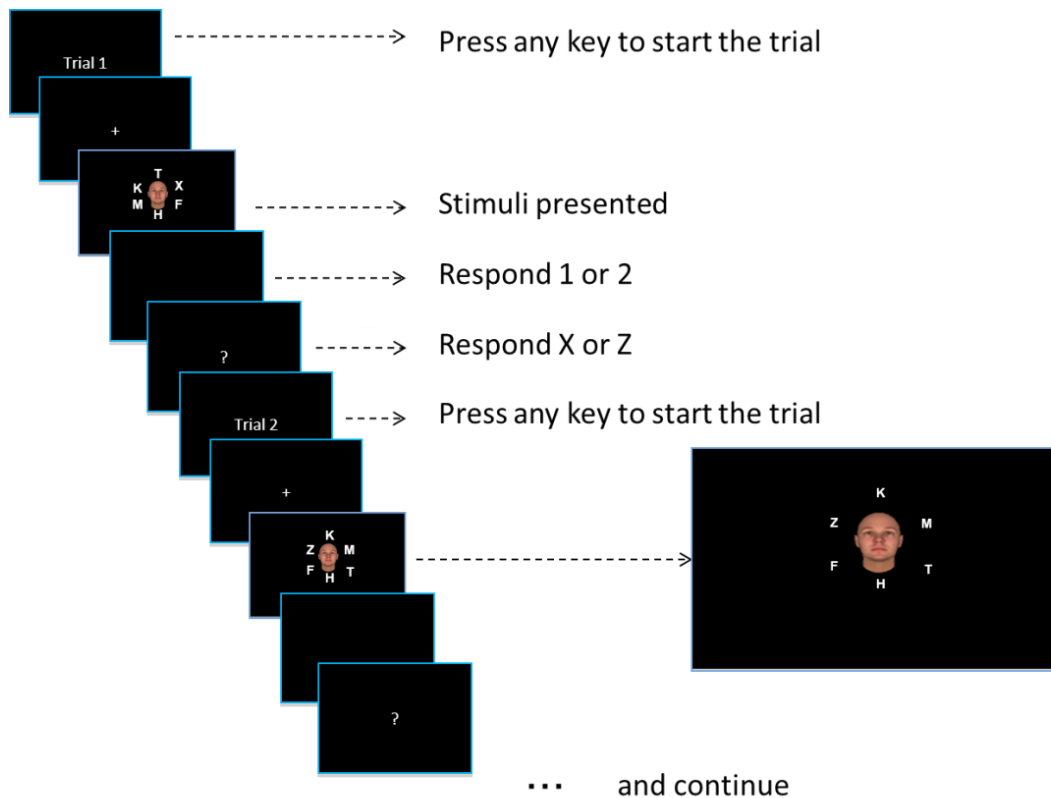 Trial 1
Press any key to start the trial
+
T
K X
M F
H
Stimuli presented
Respond 1 or 2
?
Respond X or Z
Trial 2
Press any key to start the trial
+
K
Z M
F T
H
K
Z M
F T
H
?
... and continue